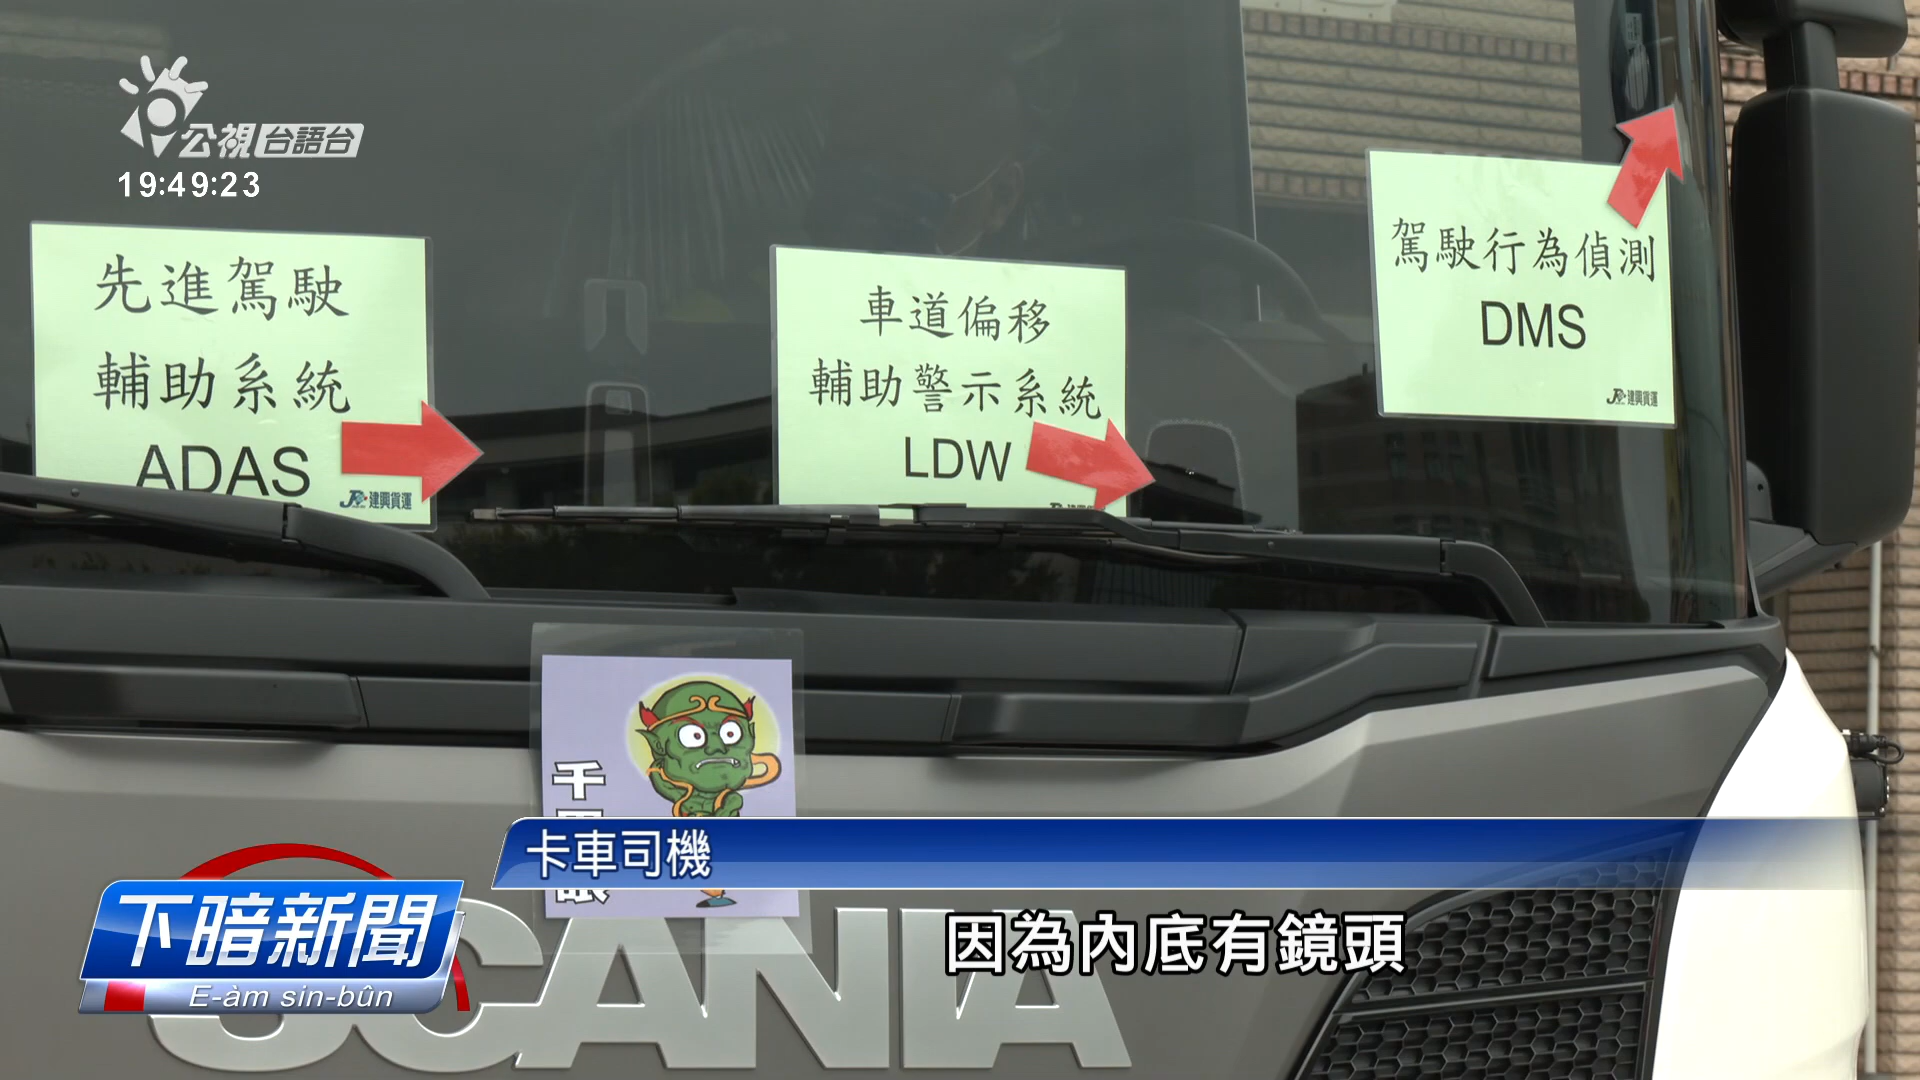 公視台語台
19:49:23
先進駕駛
輔助系統
ADAS
建興貨運
車道偏移
輔助警示系統
LDW
駕駛行為偵測
DMS
建興貨運
千
卡車司機
因為內底有鏡頭
下暗新聞
E-àm sin-bûn
SCANIA